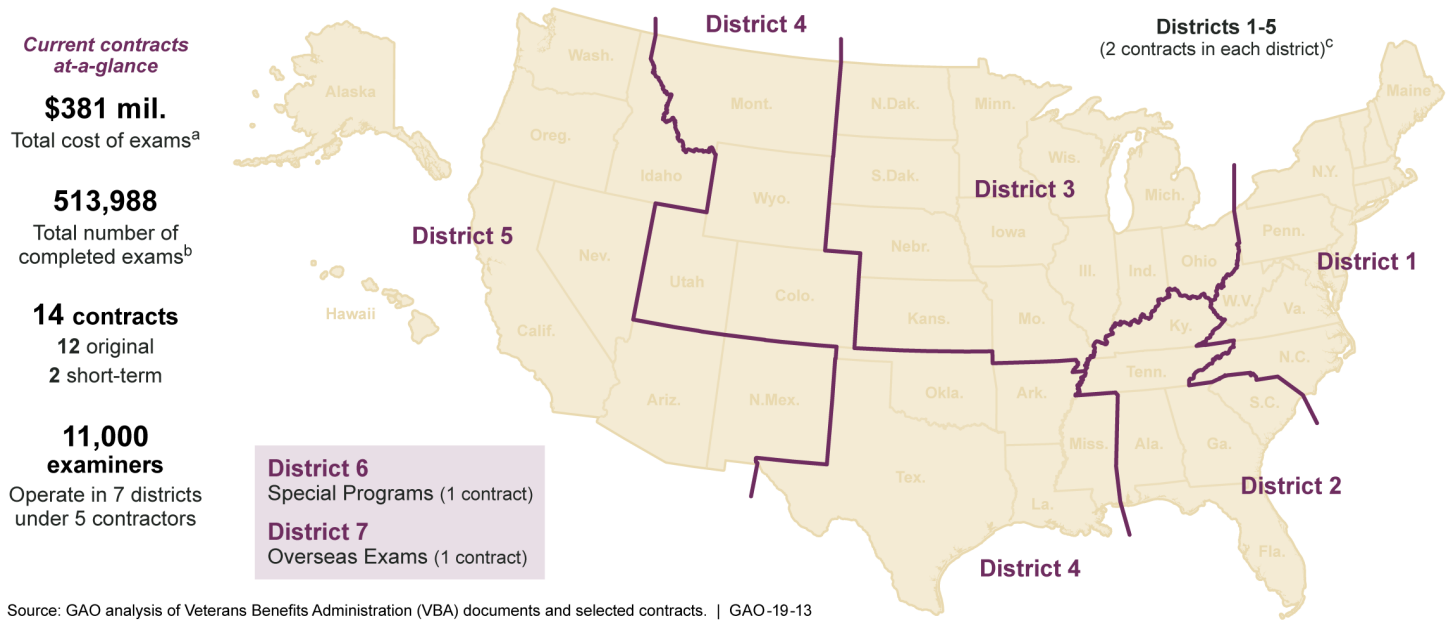 Current contracts
at-a-glance
$381 mil.
Total cost of examsᵃ
513,988
Total number of
completed examsᵇ
14 contracts
12 original
2 short-term
11,000
examiners
Operate in 7 districts
under 5 contractors
District 4
Districts 1-5
(2 contracts in each district)ᶜ
Alaska
Wash.
Mont.
N.Dak.
Minn.
Maine
Oreg.
Idaho
Wyo.
S.Dak.
Wis.
Mich.
N.Y.
District 3
District 5
Nev.
Utah
Colo.
Nebr.
Iowa
Ill.
Ind.
Ohio
Penn.
District 1
Hawaii
Calif.
Kans.
Mo.
Ky.
W.V.
Va.
Ariz.
N.Mex.
Okla.
Ark.
Tenn.
N.C.
S.C.
Tex.
La.
Miss.
Ala.
Ga.
District 2
Fla.
District 4
District 6
Special Programs (1 contract)
District 7
Overseas Exams (1 contract)
Source: GAO analysis of Veterans Benefits Administration (VBA) documents and selected contracts. | GAO-19-13